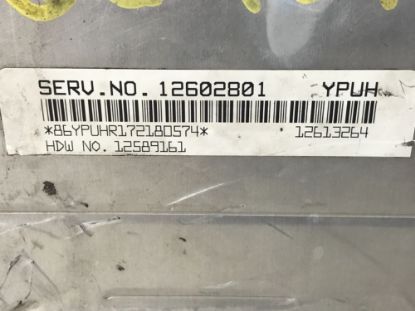 SERV.NO. 12602801 YPUH
*86YPUHR172180574* 12613264
HDW NO. 12589161